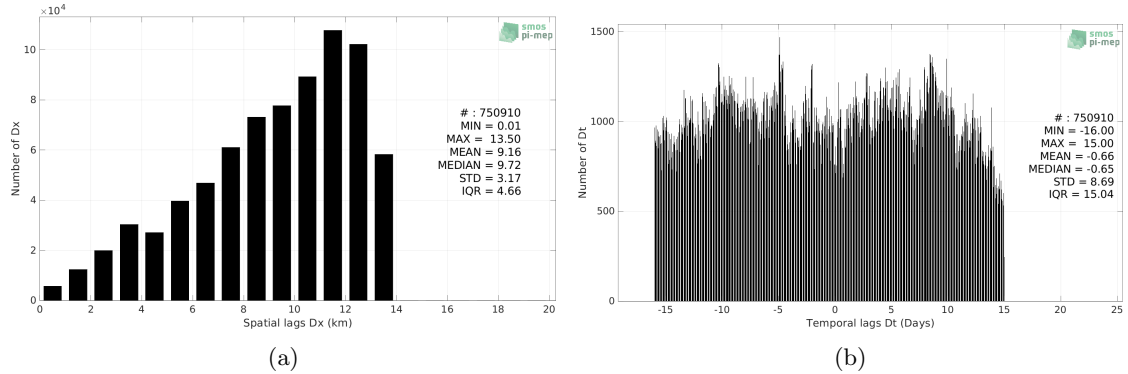 ×10⁴
10
8
6
4
2
0
Number of Dx
0 2 4 6 8 10 12 14 16 18 20
Spatial lags Dx (km)
smos
pi-mep
# : 750910
MIN = 0.01
MAX = 13.50
MEAN = 9.16
MEDIAN = 9.72
STD = 3.17
IQR = 4.66
(a)
1500
1000
500
0
Number of Dt
-15 -10 -5 0 5 10 15 20 25
Temporal lags Dt (Days)
smos
pi-mep
# : 750910
MIN = -16.00
MAX = 15.00
MEAN = -0.66
MEDIAN = -0.65
STD = 8.69
IQR = 15.04
(b)